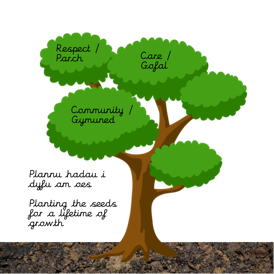 Respect /
Parch
Care /
Gofal
Community /
Gymuned
Plannu hadau i
dyfu am oes
Planting the seeds
for a lifetime of
growth